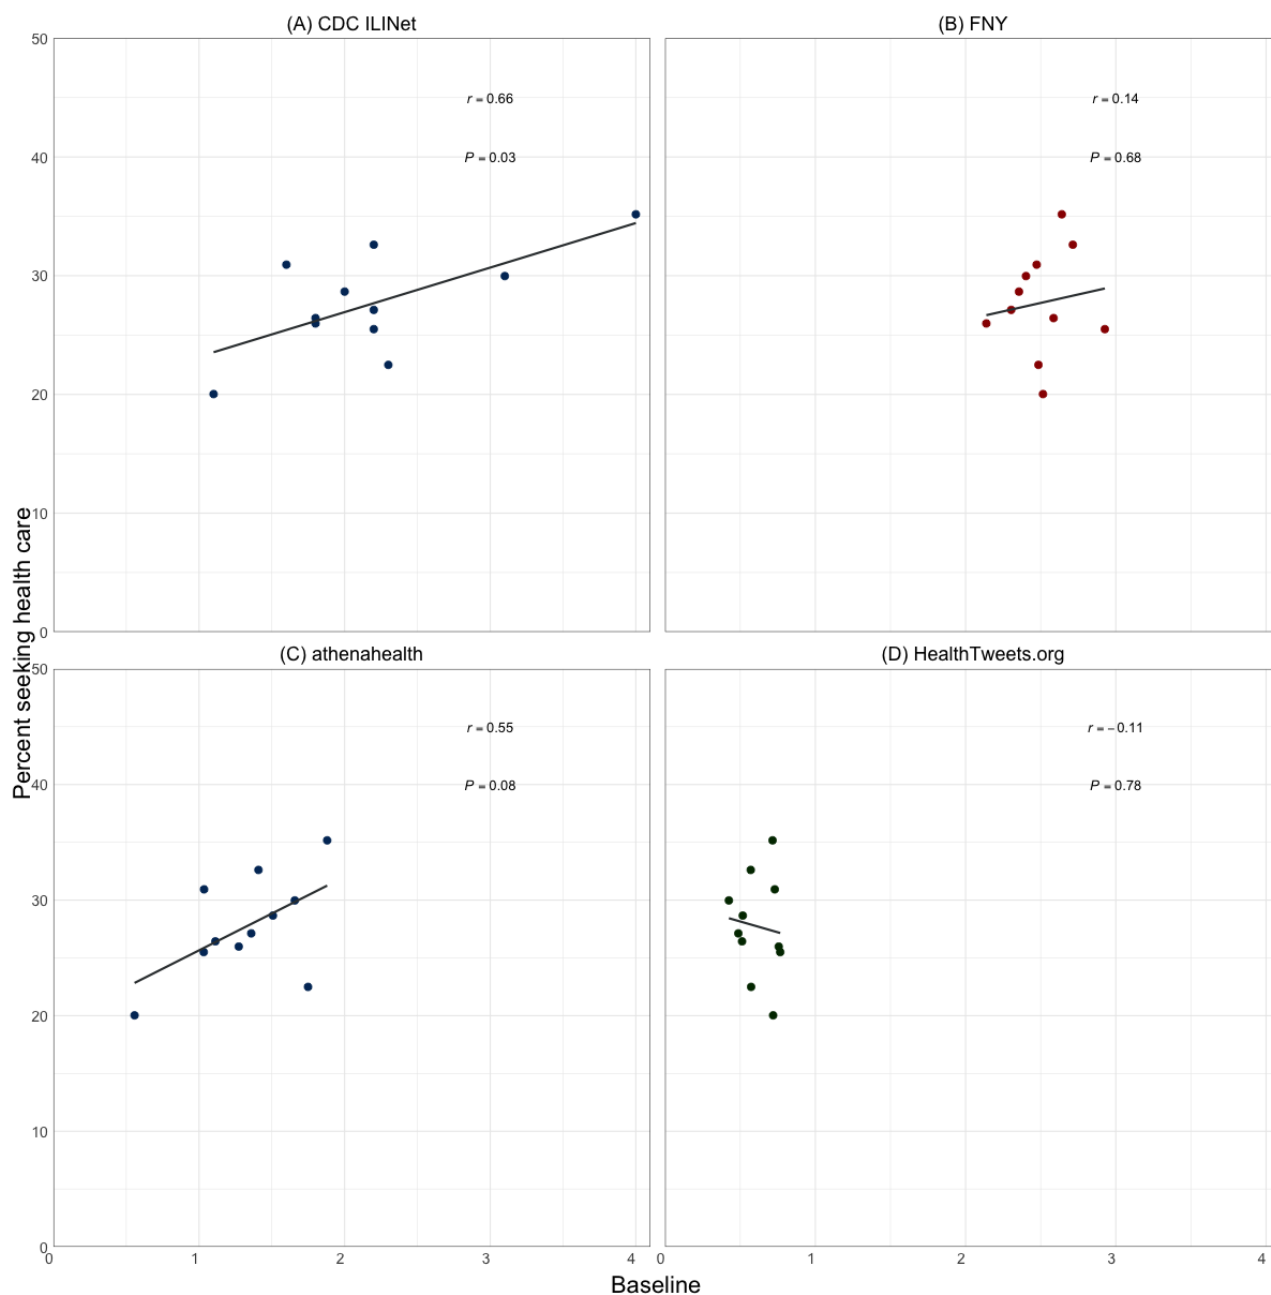 (A) CDC ILINet
(B) FNY
50
r = 0.66
r = 0.14
40
P = 0.03
P = 0.68
30
20
10
0
Percent seeking health care
(C) athenahealth
(D) HealthTweets.org
50
r = 0.55
r = −0.11
40
P = 0.08
P = 0.78
30
20
10
0
0 1 2 3 4
0 1 2 3 4
Baseline